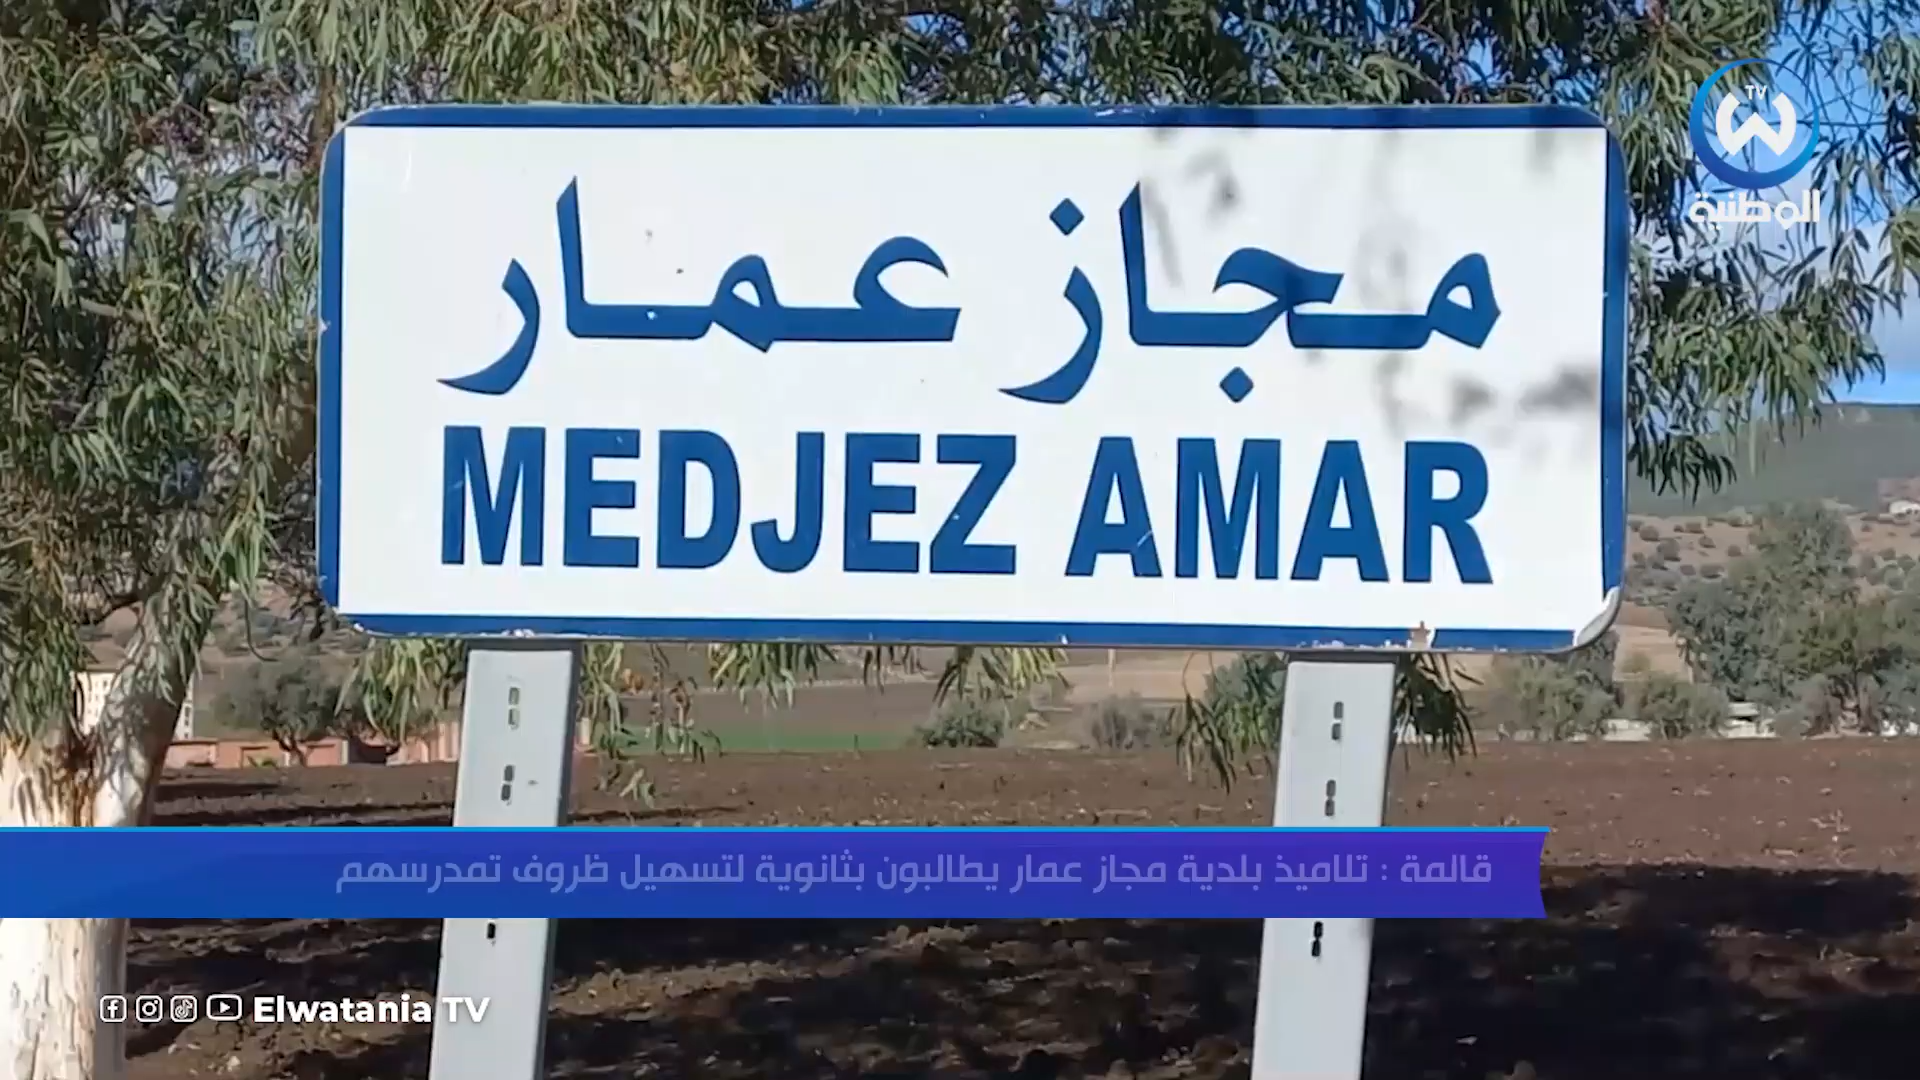 TV
الوطنية
مجاز عمار
MEDJEZ AMAR
قالمة : تلاميذ بلدية مجاز عمار يطالبون بثانوية لتسهيل ظروف تمدرسهم
Elwatania TV